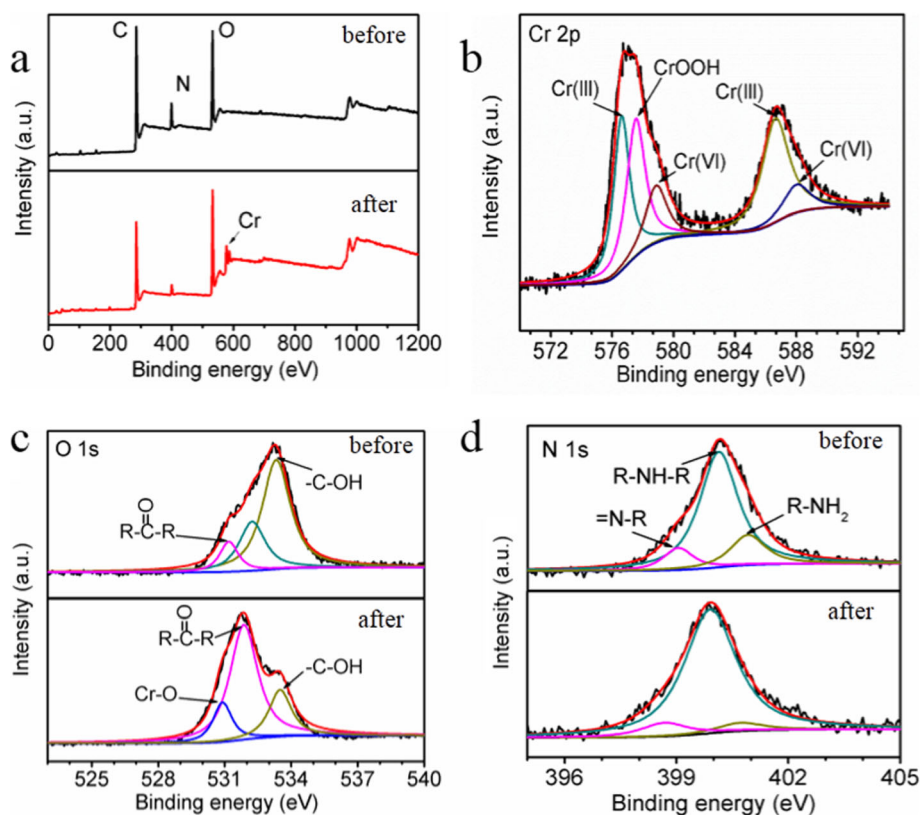 a
C
N
O
before
after
Cr
Intensity (a.u.)
0 200 400 600 800 1000 1200
Binding energy (eV)
b
Cr 2p
Cr(III)
CrOOH
Cr(VI)
Cr(III)
Cr(VI)
Intensity (a.u.)
572 576 580 584 588 592
Binding energy (eV)
c
O 1s
before
-C-OH
O
R-C-R
after
O
R-C-R
-C-OH
Cr-O
Intensity (a.u.)
525 528 531 534 537 540
Binding energy (eV)
d
N 1s
before
R-NH-R
=N-R
R-NH₂
after
Intensity (a.u.)
396 399 402 405
Binding energy (eV)